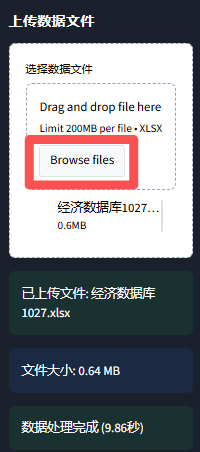 上传数据文件
选择数据文件
Drag and drop file here
Limit 200MB per file • XLSX
Browse files
经济数据库1027...
0.6MB
已上传文件: 经济数据库
1027.xlsx
文件大小: 0.64 MB
数据处理完成 (9.86秒)